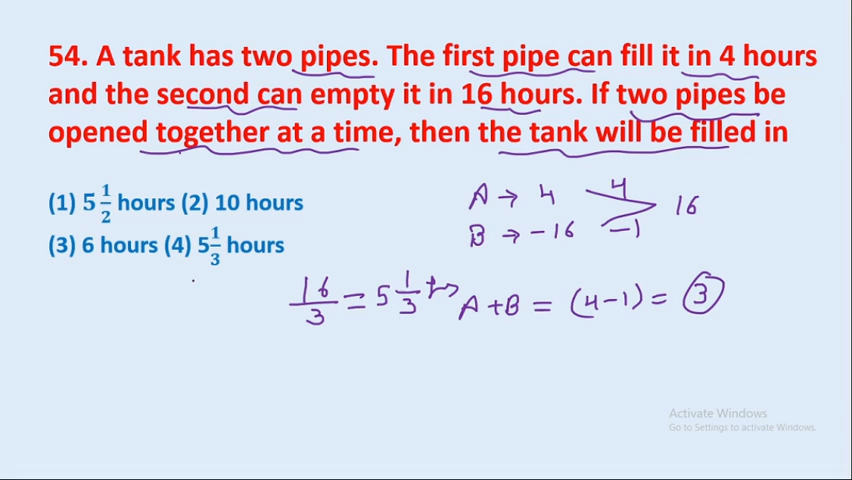 54. A tank has two pipes. The first pipe can fill it in 4 hours
and the second can empty it in 16 hours. If two pipes be
opened together at a time, then the tank will be filled in
(1) 5 1/2 hours (2) 10 hours
(3) 6 hours (4) 5 1/3 hours
A → 4 4 16
B → -16 -1
16/3 = 5 1/3 hrs
A+B = (4-1) = 3
Activate Windows
Go to Settings to activate Windows.